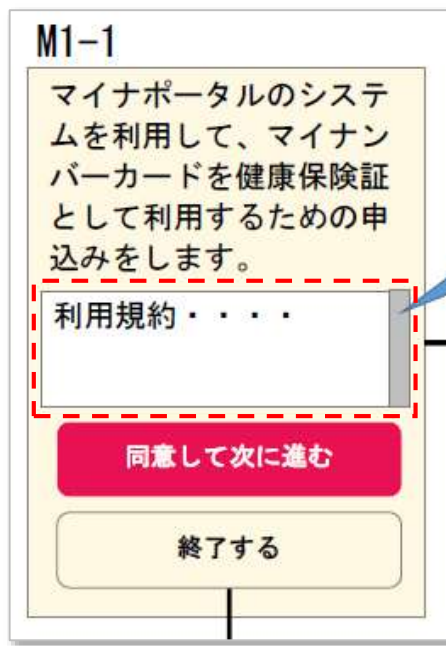 M1-1
マイナポータルのシステ
ムを利用して、マイナン
バーカードを健康保険証
として利用するための申
込みをします。
利用規約・・・・
同意して次に進む
終了する